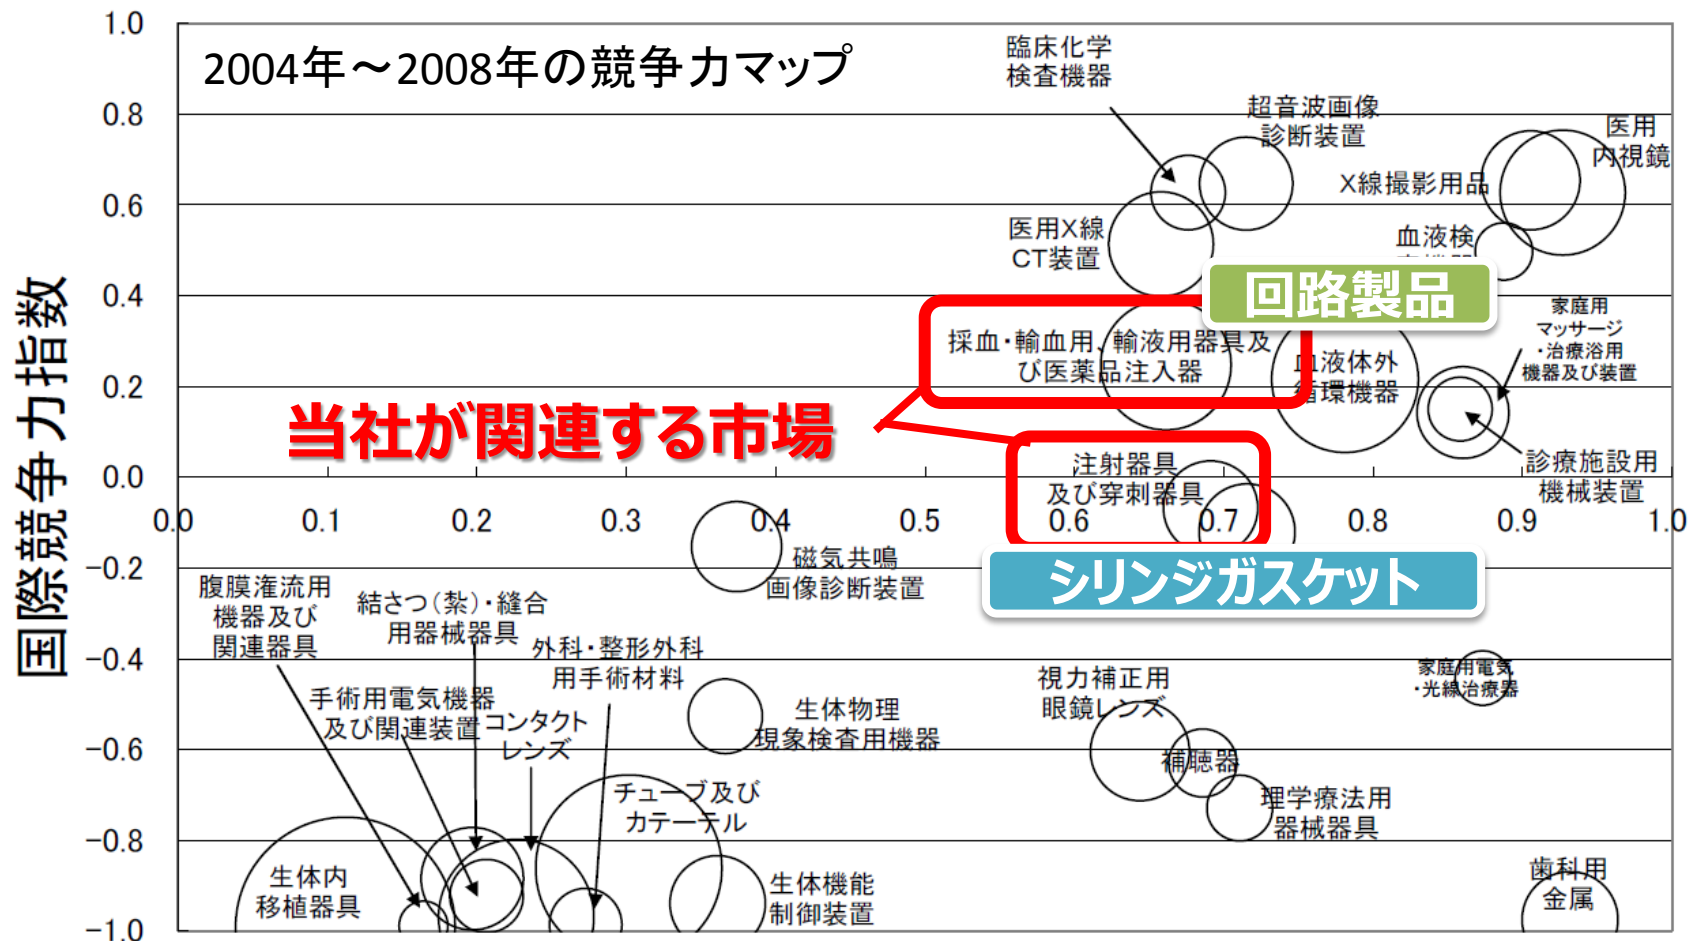 2004年～2008年の競争力マップ
国際競争力指数
1.0
0.8
0.6
0.4
0.2
0.0
−0.2
−0.4
−0.6
−0.8
−1.0
0.0
0.1
0.2
0.3
0.4
0.5
0.6
0.7
0.8
0.9
1.0
臨床化学
検査機器
超音波画像
診断装置
医用
内視鏡
X線撮影用品
医用X線
CT装置
血液検
回路製品
採血・輸血用、輸液用器具及
び医薬品注入器
血液体外
循環機器
家庭用
マッサージ
・治療浴用
機器及び装置
当社が関連する市場
注射器具
及び穿刺器具
診療施設用
機械装置
シリンジガスケット
磁気共鳴
画像診断装置
腹膜潅流用
機器及び
関連器具
結さつ（紮）・縫合
用器械器具
外科・整形外科
用手術材料
手術用電気機器
及び関連装置
コンタクト
レンズ
生体物理
現象検査用機器
視力補正用
眼鏡レンズ
家庭用電気
・光線治療器
補聴器
理学療法用
器械器具
チューブ及び
カテーテル
生体内
移植器具
生体機能
制御装置
歯科用
金属